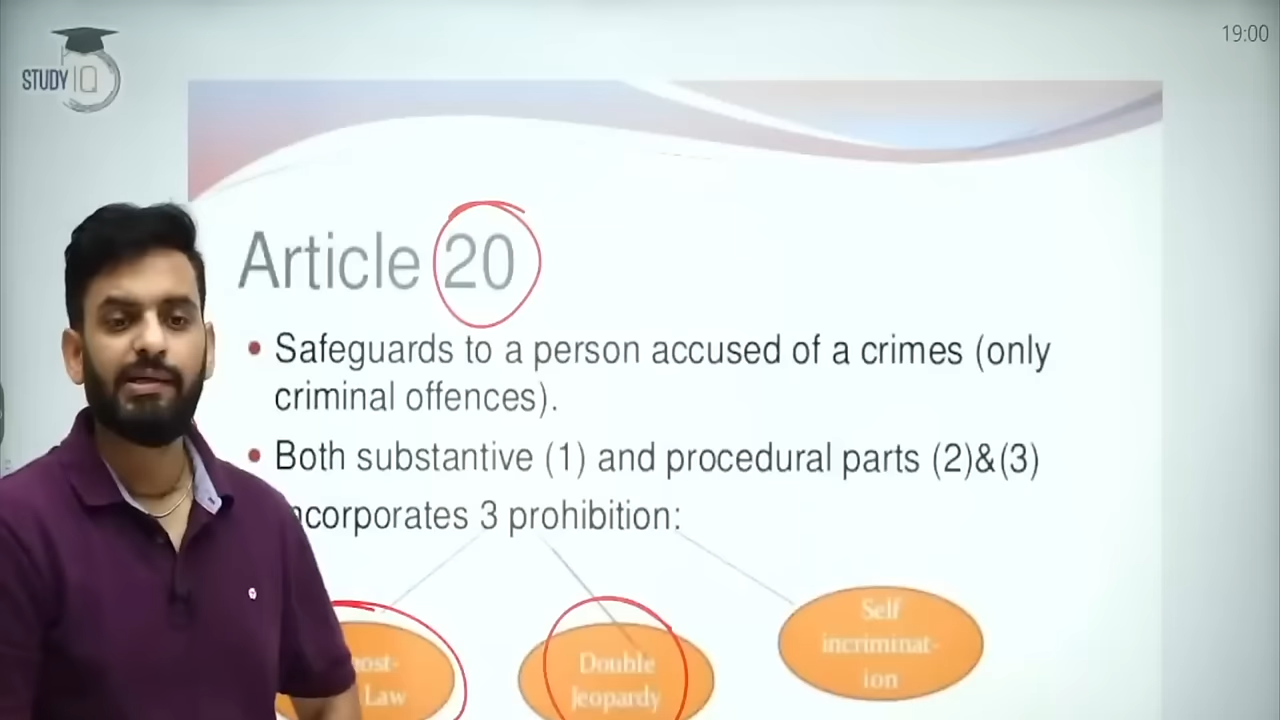 19:00
STUDY IQ
Article 20
• Safeguards to a person accused of a crimes (only
criminal offences).
• Both substantive (1) and procedural parts (2)&(3)
ncorporates 3 prohibition:
Self
incriminat-
ion
ost-
Law
Double
Jeopardy